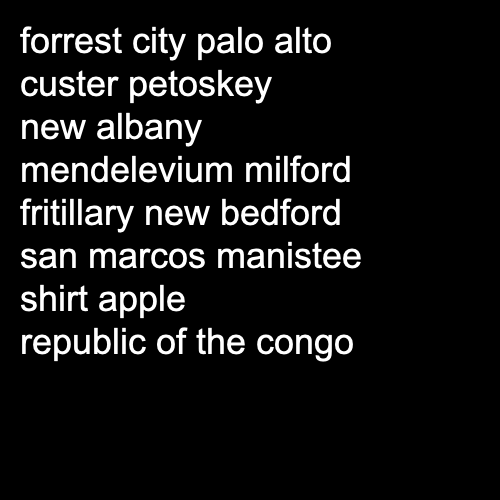 forrest city palo alto
custer petoskey
new albany
mendelevium milford
fritillary new bedford
san marcos manistee
shirt apple
republic of the congo